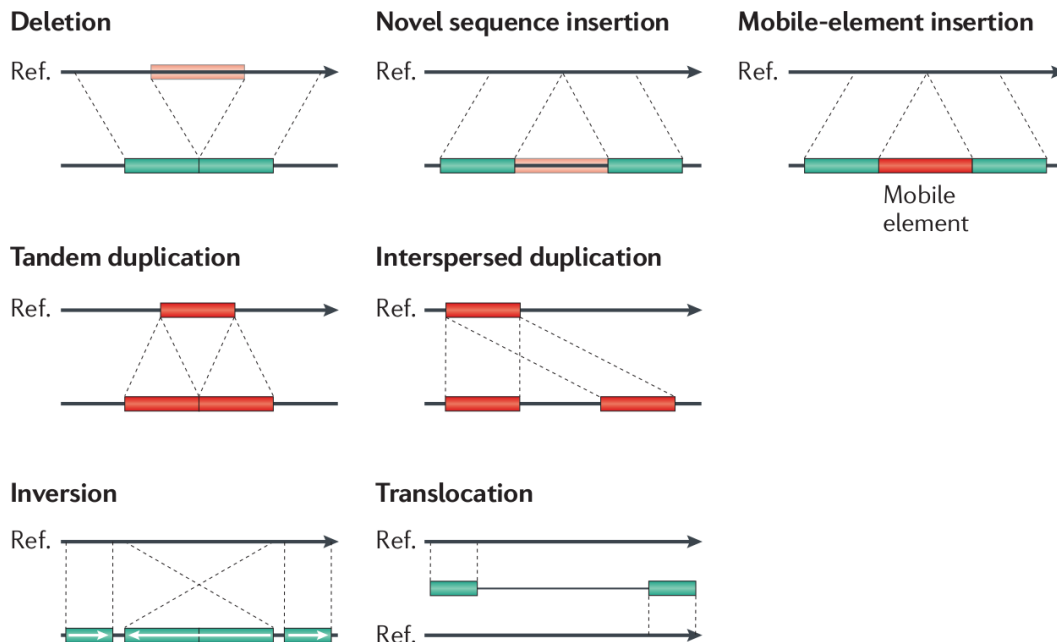 Deletion
Novel sequence insertion
Mobile-element insertion
Ref.
Ref.
Ref.
Mobile
element
Tandem duplication
Interspersed duplication
Ref.
Ref.
Inversion
Translocation
Ref.
Ref.
Ref.